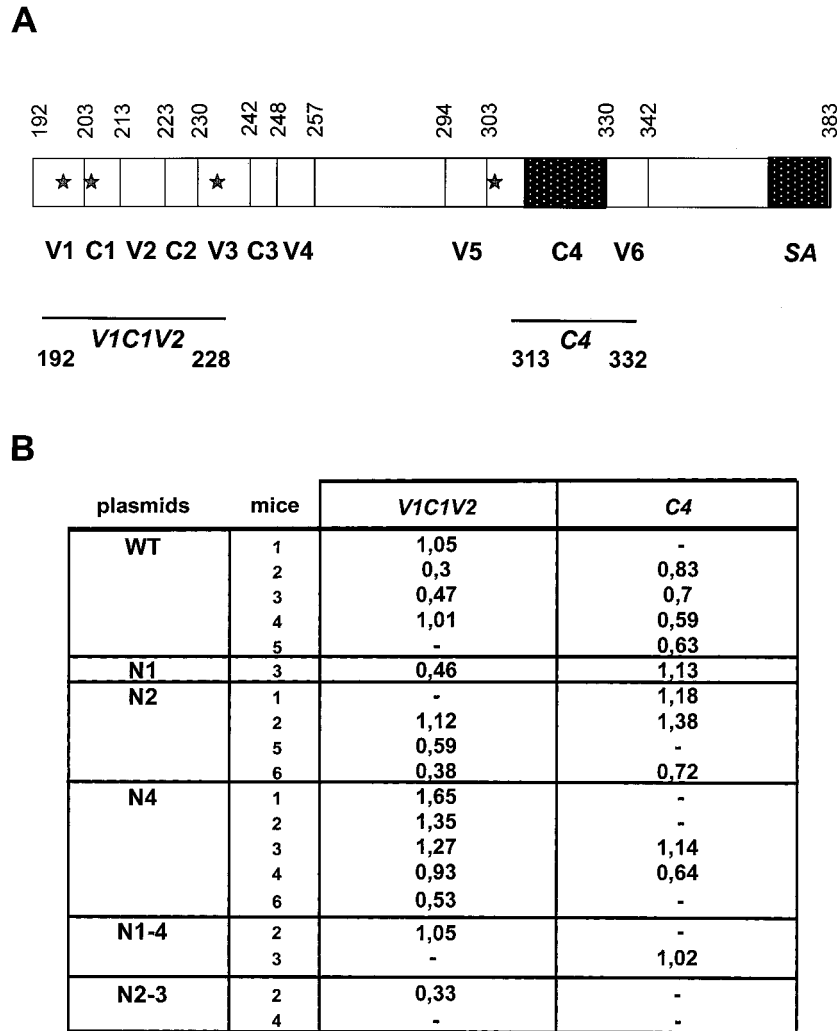 A
192 203 213 223 230 242 248 257 294 303 330 342 383
V1 C1 V2 C2 V3 C3 V4 V5 C4 V6 SA
V1C1V2 C4
192 228 313 332
B
plasmids mice V1C1V2 C4
WT 1 1,05 -
2 0,3 0,83
3 0,47 0,7
4 1,01 0,59
5 - 0,63
N1 3 0,46 1,13
N2 1 - 1,18
2 1,12 1,38
5 0,59 -
6 0,38 0,72
N4 1 1,65 -
2 1,35 -
3 1,27 1,14
4 0,93 0,64
6 0,53 -
N1-4 2 1,05 -
3 - 1,02
N2-3 2 0,33 -
4 - -